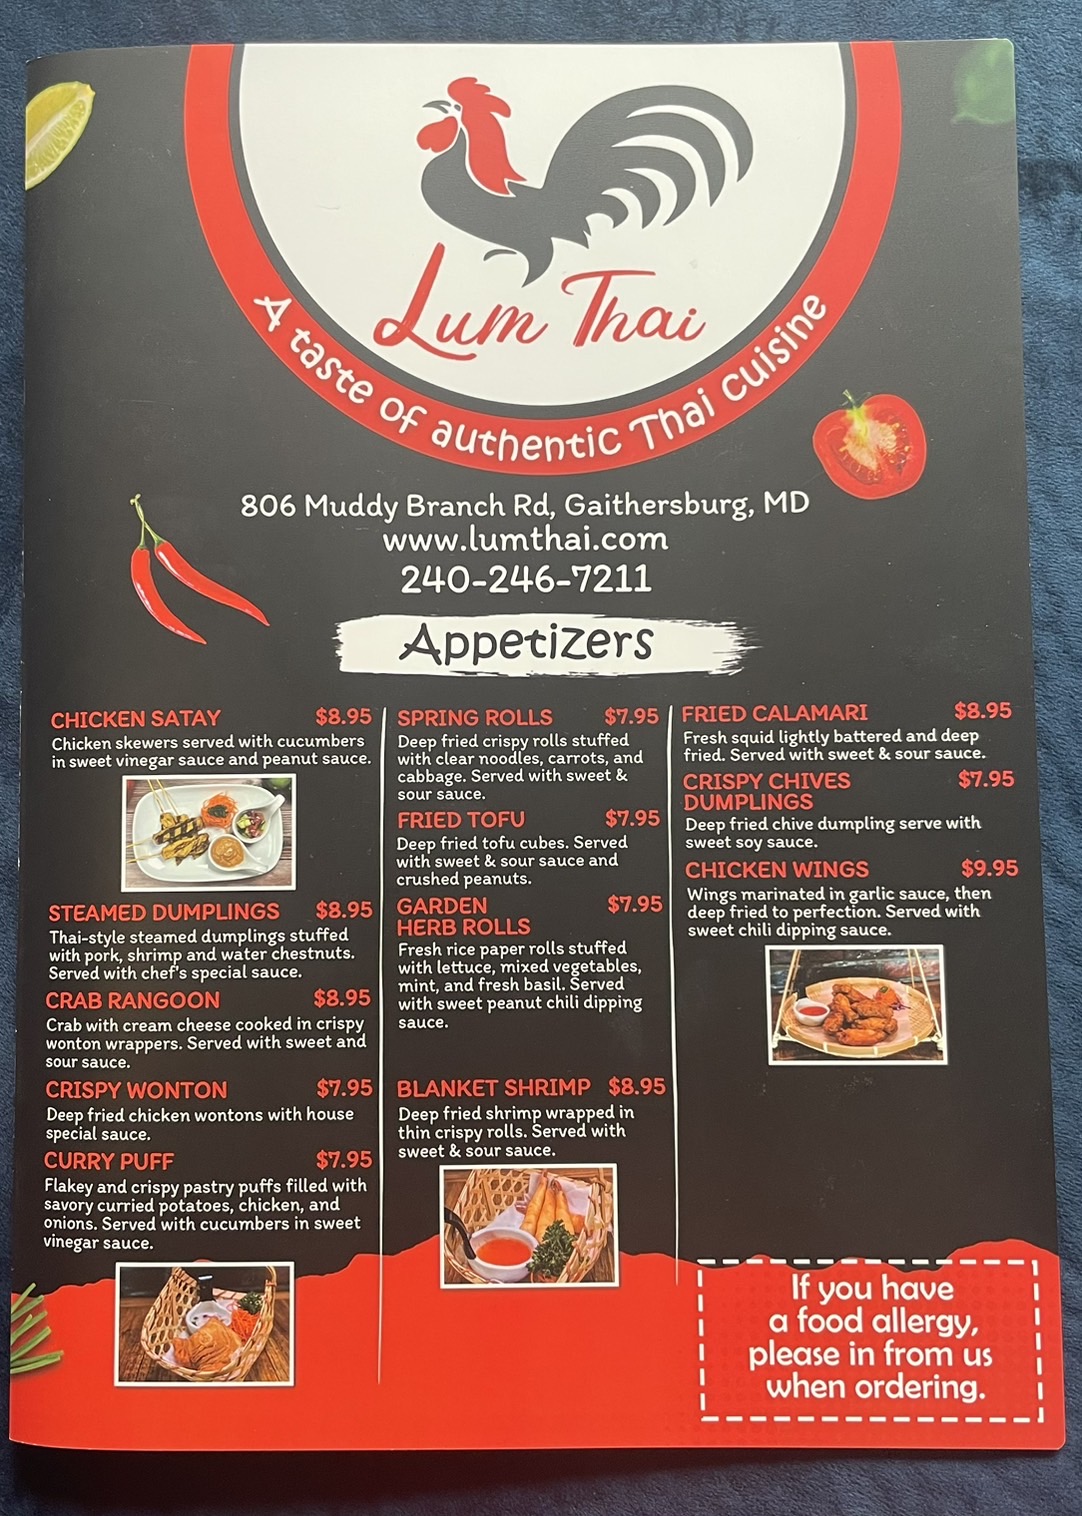 Lum Thai
A taste of authentic Thai cuisine
806 Muddy Branch Rd, Gaithersburg, MD
www.lumthai.com
240-246-7211
Appetizers
CHICKEN SATAY $8.95
Chicken skewers served with cucumbers
in sweet vinegar sauce and peanut sauce.
STEAMED DUMPLINGS $8.95
Thai-style steamed dumplings stuffed
with pork, shrimp and water chestnuts.
Served with chef's special sauce.
CRAB RANGOON $8.95
Crab with cream cheese cooked in crispy
wonton wrappers. Served with sweet and
sour sauce.
CRISPY WONTON $7.95
Deep fried chicken wontons with house
special sauce.
CURRY PUFF $7.95
Flakey and crispy pastry puffs filled with
savory curried potatoes, chicken, and
onions. Served with cucumbers in sweet
vinegar sauce.
SPRING ROLLS $7.95
Deep fried crispy rolls stuffed
with clear noodles, carrots, and
cabbage. Served with sweet &
sour sauce.
FRIED TOFU $7.95
Deep fried tofu cubes. Served
with sweet & sour sauce and
crushed peanuts.
GARDEN $7.95
HERB ROLLS
Fresh rice paper rolls stuffed
with lettuce, mixed vegetables,
mint, and fresh basil. Served
with sweet peanut chili dipping
sauce.
BLANKET SHRIMP $8.95
Deep fried shrimp wrapped in
thin crispy rolls. Served with
sweet & sour sauce.
FRIED CALAMARI $8.95
Fresh squid lightly battered and deep
fried. Served with sweet & sour sauce.
CRISPY CHIVES $7.95
DUMPLINGS
Deep fried chive dumpling serve with
sweet soy sauce.
CHICKEN WINGS $9.95
Wings marinated in garlic sauce, then
deep fried to perfection. Served with
sweet chili dipping sauce.
If you have
a food allergy,
please in from us
when ordering.